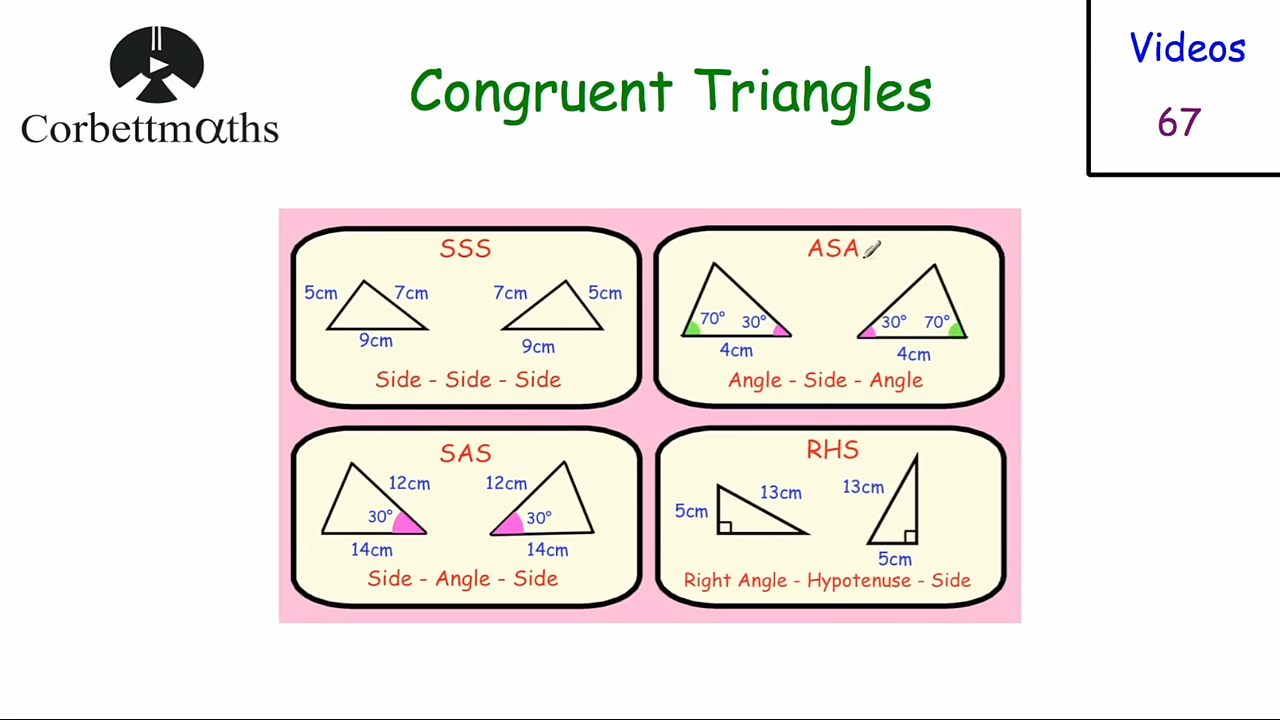 Corbettmαths
Congruent Triangles
Videos
67
SSS
5cm 7cm 7cm 5cm
9cm 9cm
Side - Side - Side
ASA
70° 30° 30° 70°
4cm 4cm
Angle - Side - Angle
SAS
12cm 12cm
30° 30°
14cm 14cm
Side - Angle - Side
RHS
5cm 13cm 13cm
5cm
Right Angle - Hypotenuse - Side